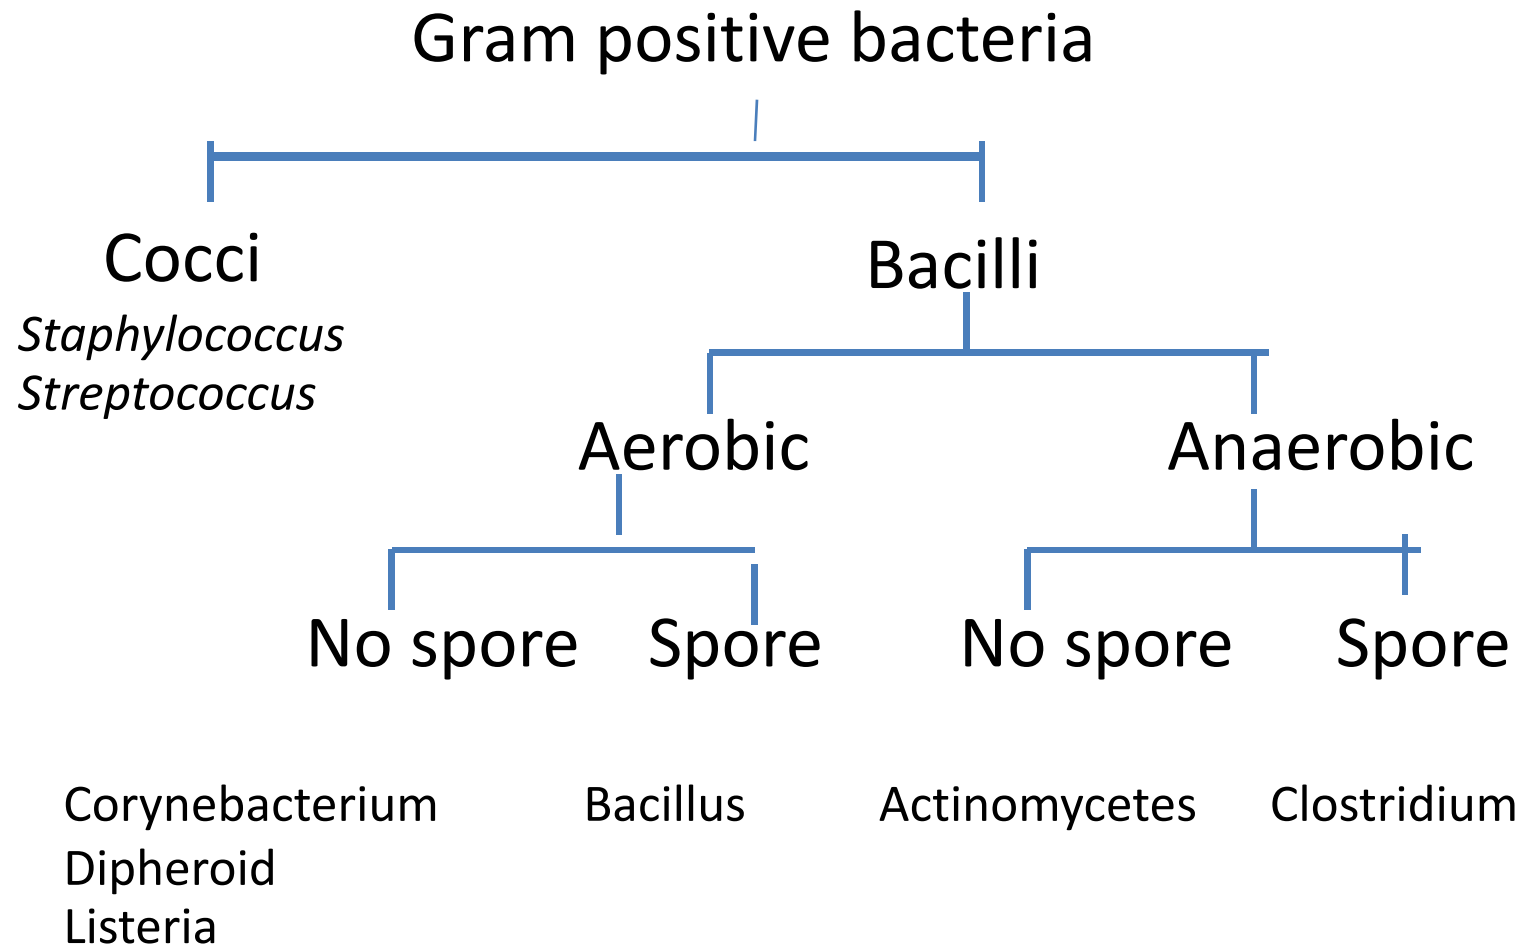 Gram positive bacteria
Cocci
Bacilli
Staphylococcus
Streptococcus
Aerobic
Anaerobic
No spore
Spore
No spore
Spore
Corynebacterium
Bacillus
Actinomycetes
Clostridium
Dipheroid
Listeria